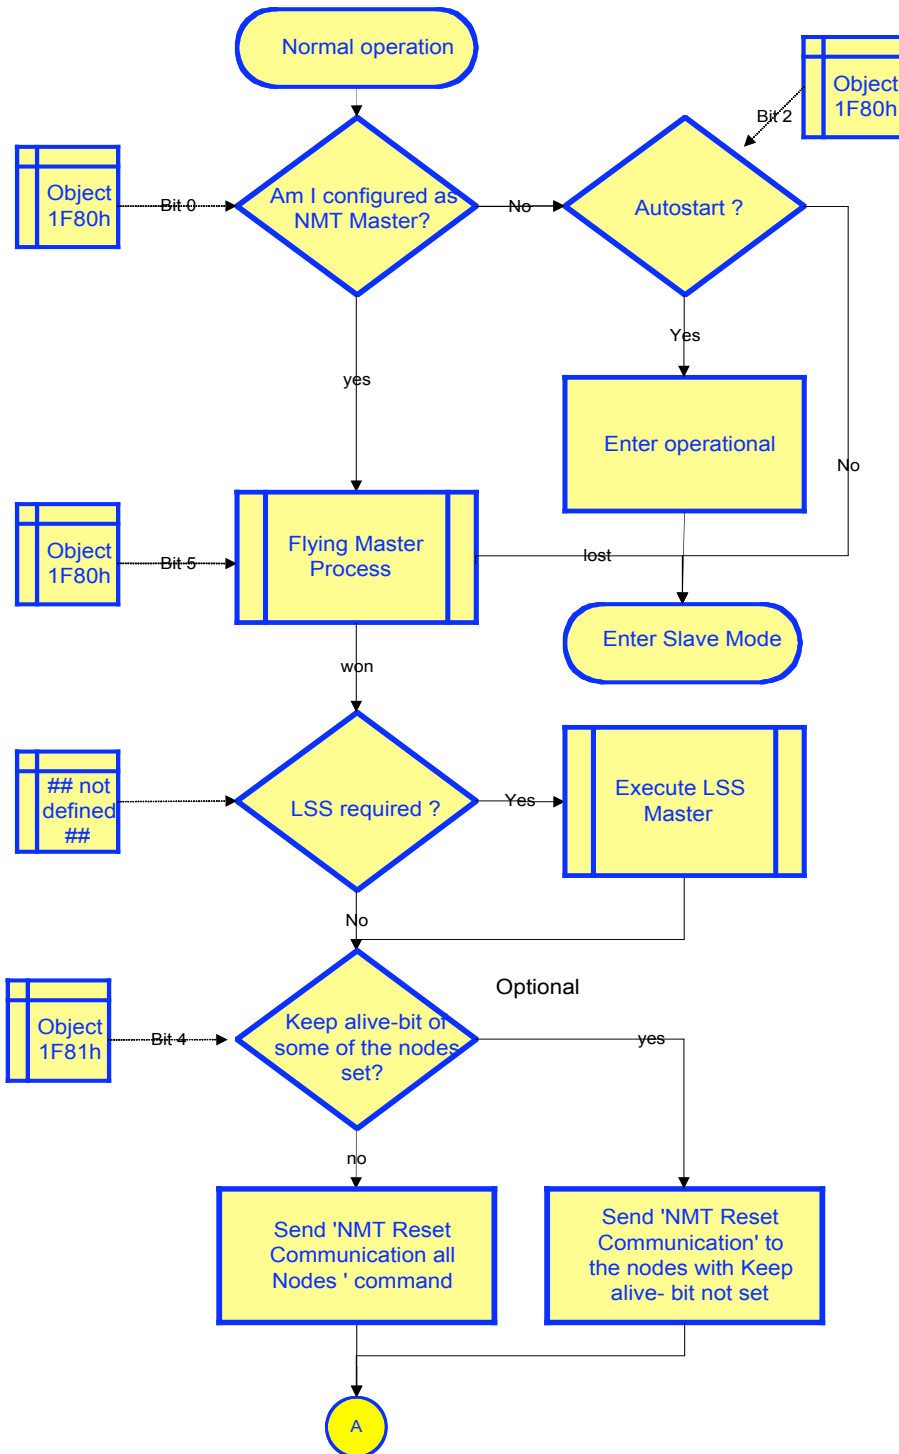 Normal operation
Object
1F80h
Bit 2
Object
1F80h
Bit 0
Am I configured as
NMT Master?
No
Autostart ?
Yes
yes
Enter operational
No
Object
1F80h
Bit 5
Flying Master
Process
lost
Enter Slave Mode
won
## not
defined
##
LSS required ?
Yes
Execute LSS
Master
No
Optional
Object
1F81h
Bit 4
Keep alive-bit of
some of the nodes
set?
yes
no
Send 'NMT Reset
Communication all
Nodes ' command
Send 'NMT Reset
Communication' to
the nodes with Keep
alive- bit not set
A